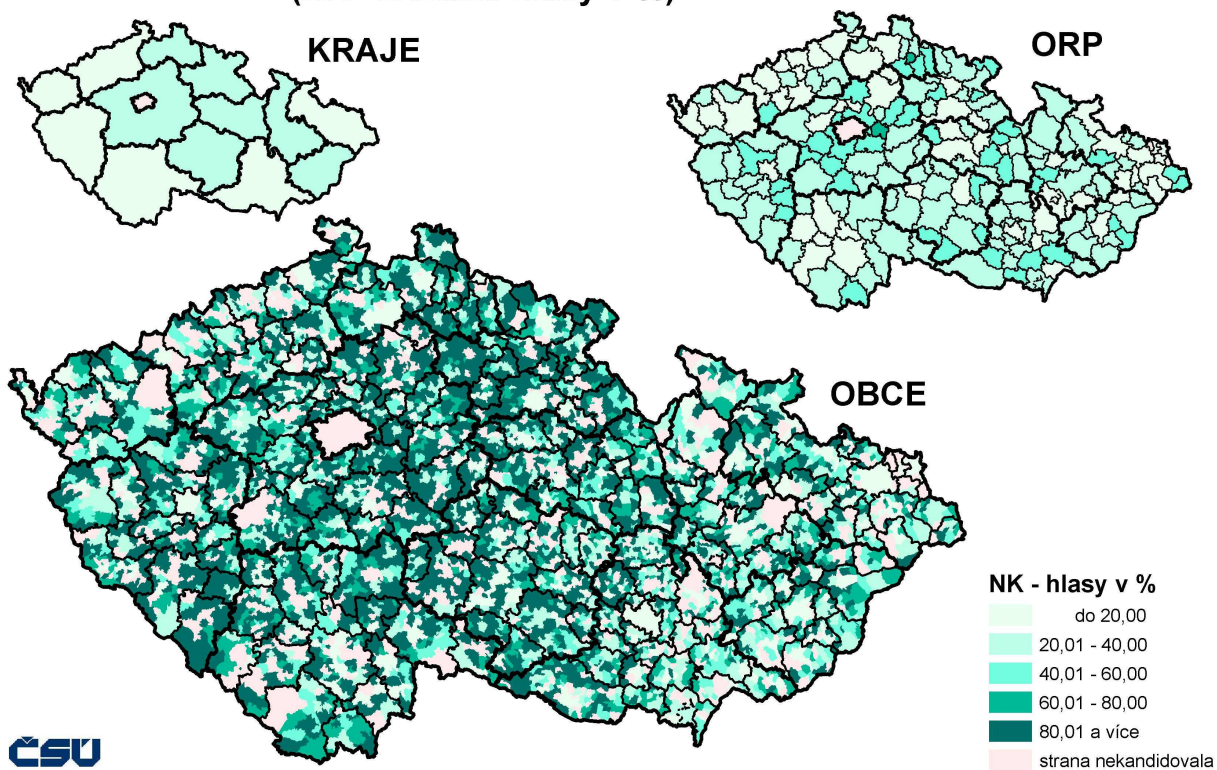 KRAJE
ORP
OBCE
NK - hlasy v %
do 20,00
20,01 - 40,00
40,01 - 60,00
60,01 - 80,00
80,01 a více
strana nekandidovala
ČSÚ